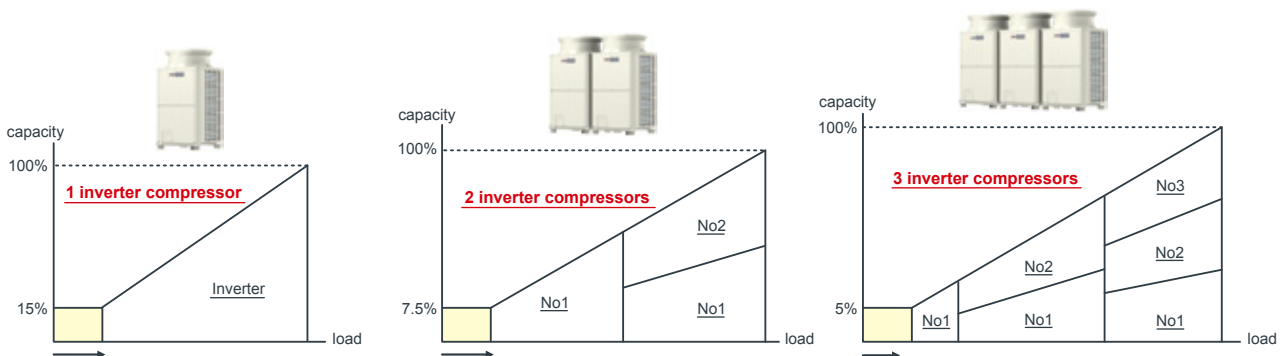 capacity
100%
1 inverter compressor
Inverter
15%
load
capacity
100%
2 inverter compressors
No2
No1
7.5%
No1
load
capacity
100%
3 inverter compressors
No3
No2
No2
5%
No1
No1
No1
load